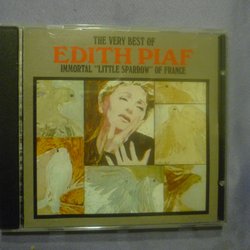 THE VERY BEST OF
EDITH PIAF
IMMORTAL "LITTLE SPARROW" OF FRANCE